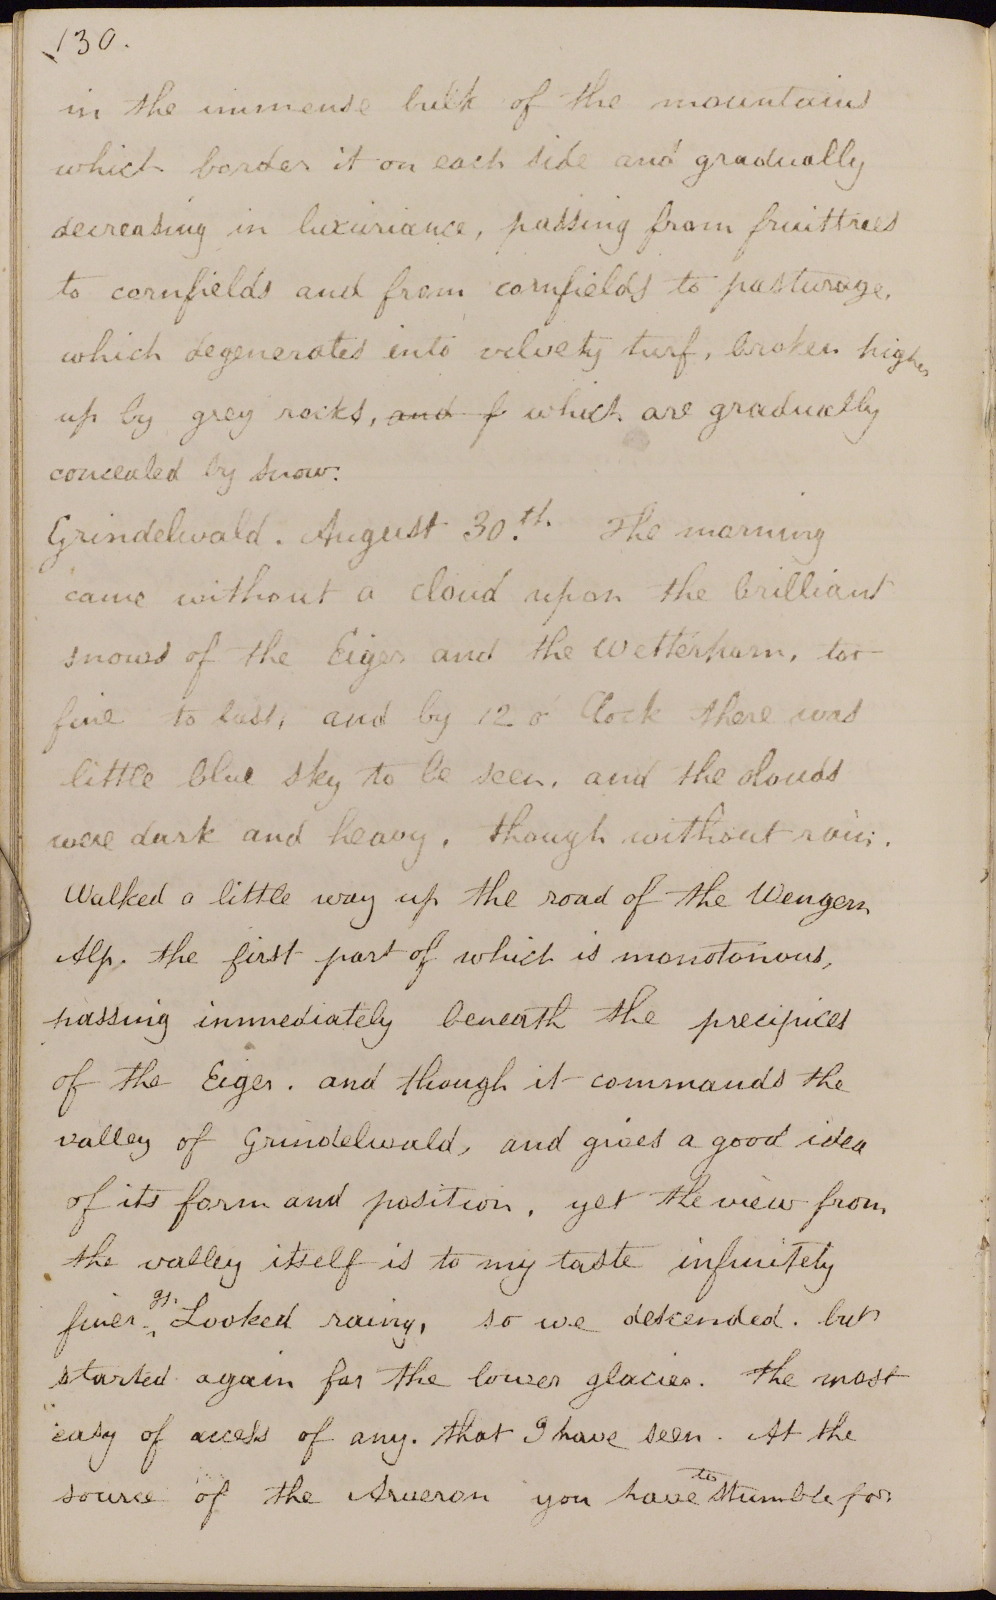 130.
in the immense bulk of the mountains
which border it on each side and gradually
decreasing in luxuriance, passing from fruittrees
to cornfields and from cornfields to pasturage,
which degenerates into velvety turf, broken higher
up by grey rocks, and f which are gradually
concealed by snow.
Grindelwald. August 30.th The morning
came without a cloud upon the brilliant
snows of the Eiger and the Wetterhorn, too
fine to last, and by 12 o Clock there was
little blue sky to be seen, and the clouds
were dark and heavy, though without rain.
Walked a little way up the road of the Wengern
Alp. the first part of which is monotonous,
passing immediately beneath the precipices
of the Eiger. and though it commands the
valley of Grindelwald, and gives a good idea
of its form and position, yet the view from
the valley itself is to my taste infinitely
finer. It Looked rainy, so we descended. but
started again for the lower glacier. the most
easy of access of any. that I have seen. At the
source of the Arveron you have to stumble for